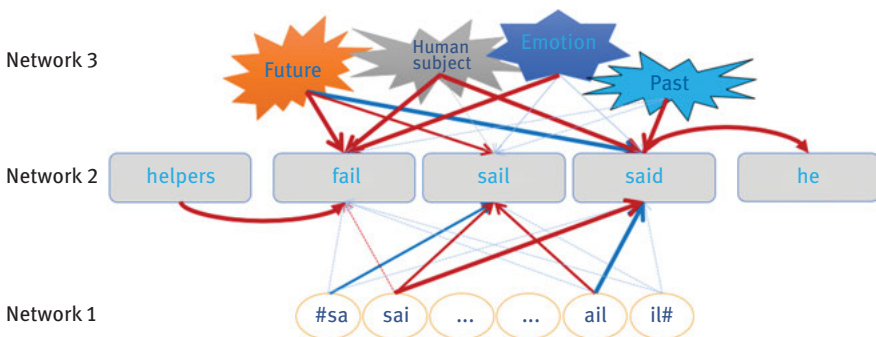 Network 3
Future
Human
subject
Emotion
Past
Network 2
helpers
fail
sail
said
he
Network 1
#sa
sai
...
...
ail
il#